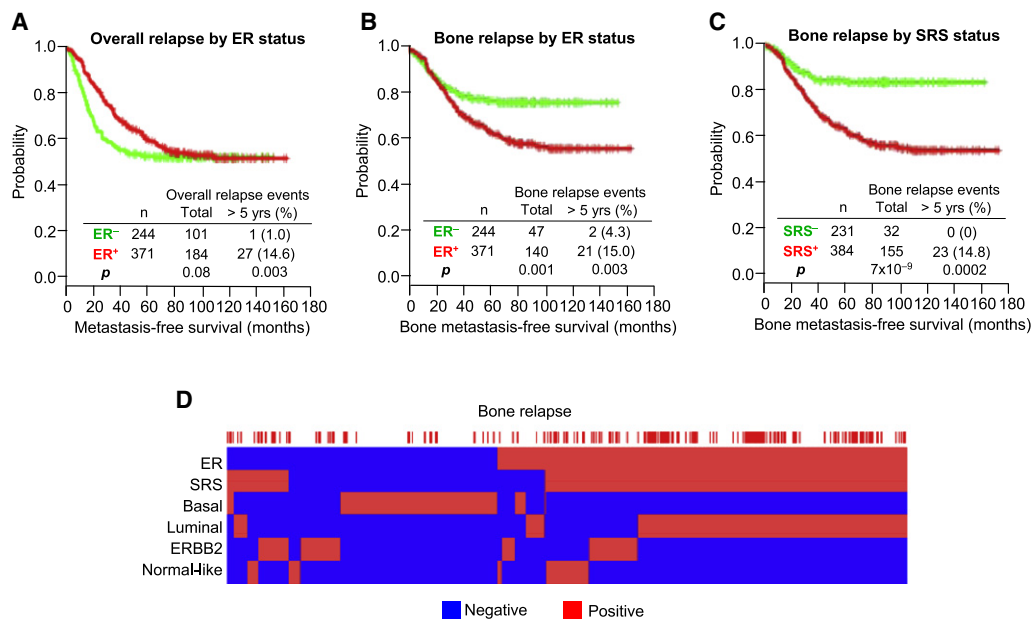 A
Overall relapse by ER status
1.0
0.8
0.6
0.4
0.2
0.0
Probability
Overall relapse events
n Total > 5 yrs (%)
ER− 244 101 1 (1.0)
ER+ 371 184 27 (14.6)
p 0.08 0.003
0 20 40 60 80 100 120 140 160 180
Metastasis-free survival (months)
B
Bone relapse by ER status
1.0
0.8
0.6
0.4
0.2
0.0
Probability
Bone relapse events
n Total > 5 yrs (%)
ER− 244 47 2 (4.3)
ER+ 371 140 21 (15.0)
p 0.001 0.003
0 20 40 60 80 100 120 140 160 180
Bone metastasis-free survival (months)
C
Bone relapse by SRS status
1.0
0.8
0.6
0.4
0.2
0.0
Probability
Bone relapse events
n Total > 5 yrs (%)
SRS− 231 32 0 (0)
SRS+ 384 155 23 (14.8)
p 7x10−9 0.0002
0 20 40 60 80 100 120 140 160 180
Bone metastasis-free survival (months)
D
Bone relapse
ER
SRS
Basal
Luminal
ERBB2
Normal-like
Negative Positive